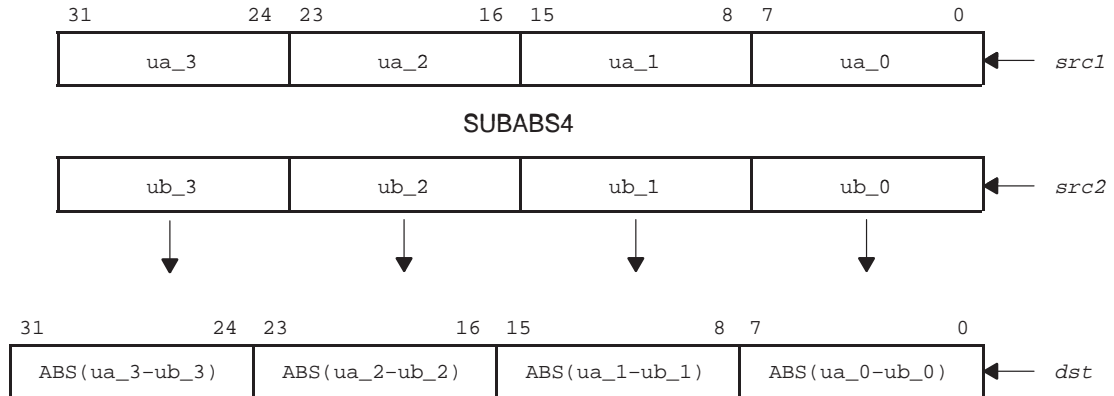 31 24 23 16 15 8 7 0
ua_3 ua_2 ua_1 ua_0 src1
SUBABS4
ub_3 ub_2 ub_1 ub_0 src2
31 24 23 16 15 8 7 0
ABS(ua_3-ub_3) ABS(ua_2-ub_2) ABS(ua_1-ub_1) ABS(ua_0-ub_0) dst